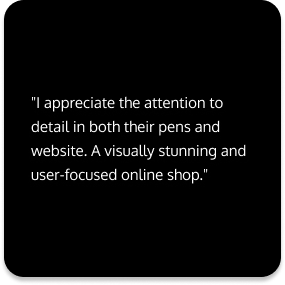 "I appreciate the attention to
detail in both their pens and
website. A visually stunning and
user-focused online shop."